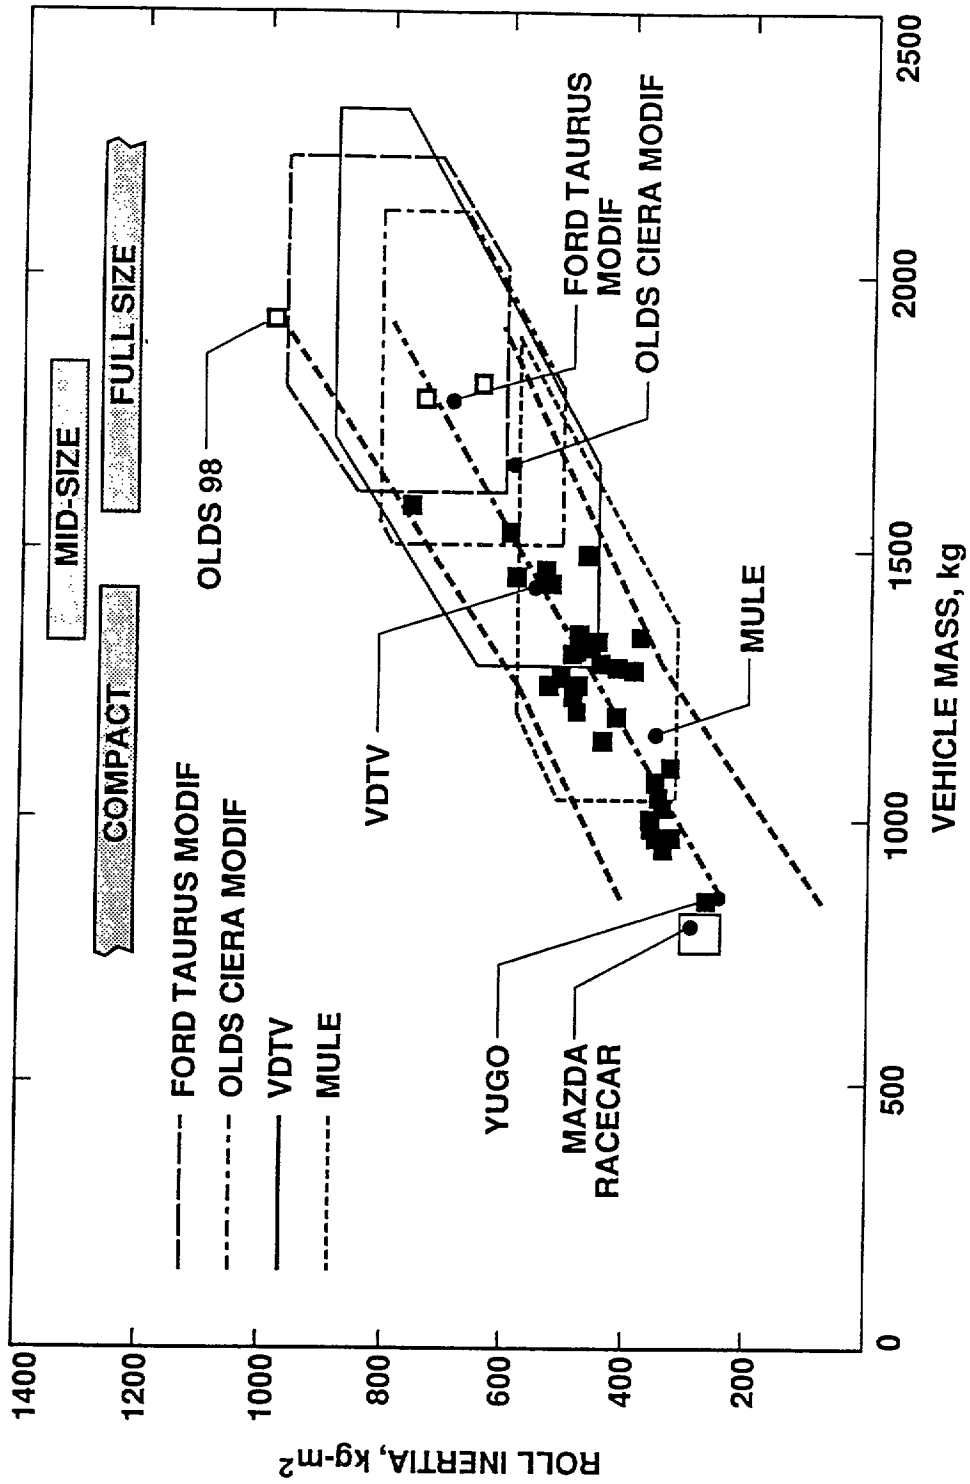 COMPACT
MID-SIZE
FULL SIZE
FORD TAURUS MODIF
OLDS CIERA MODIF
VDTV
MULE
OLDS 98
VDTV
YUGO
MAZDA
RACECAR
FORD TAURUS
MODIF
OLDS CIERA MODIF
MULE
1400
1200
1000
800
600
400
200
ROLL INERTIA, kg-m²
0
500
1000
1500
2000
2500
VEHICLE MASS, kg